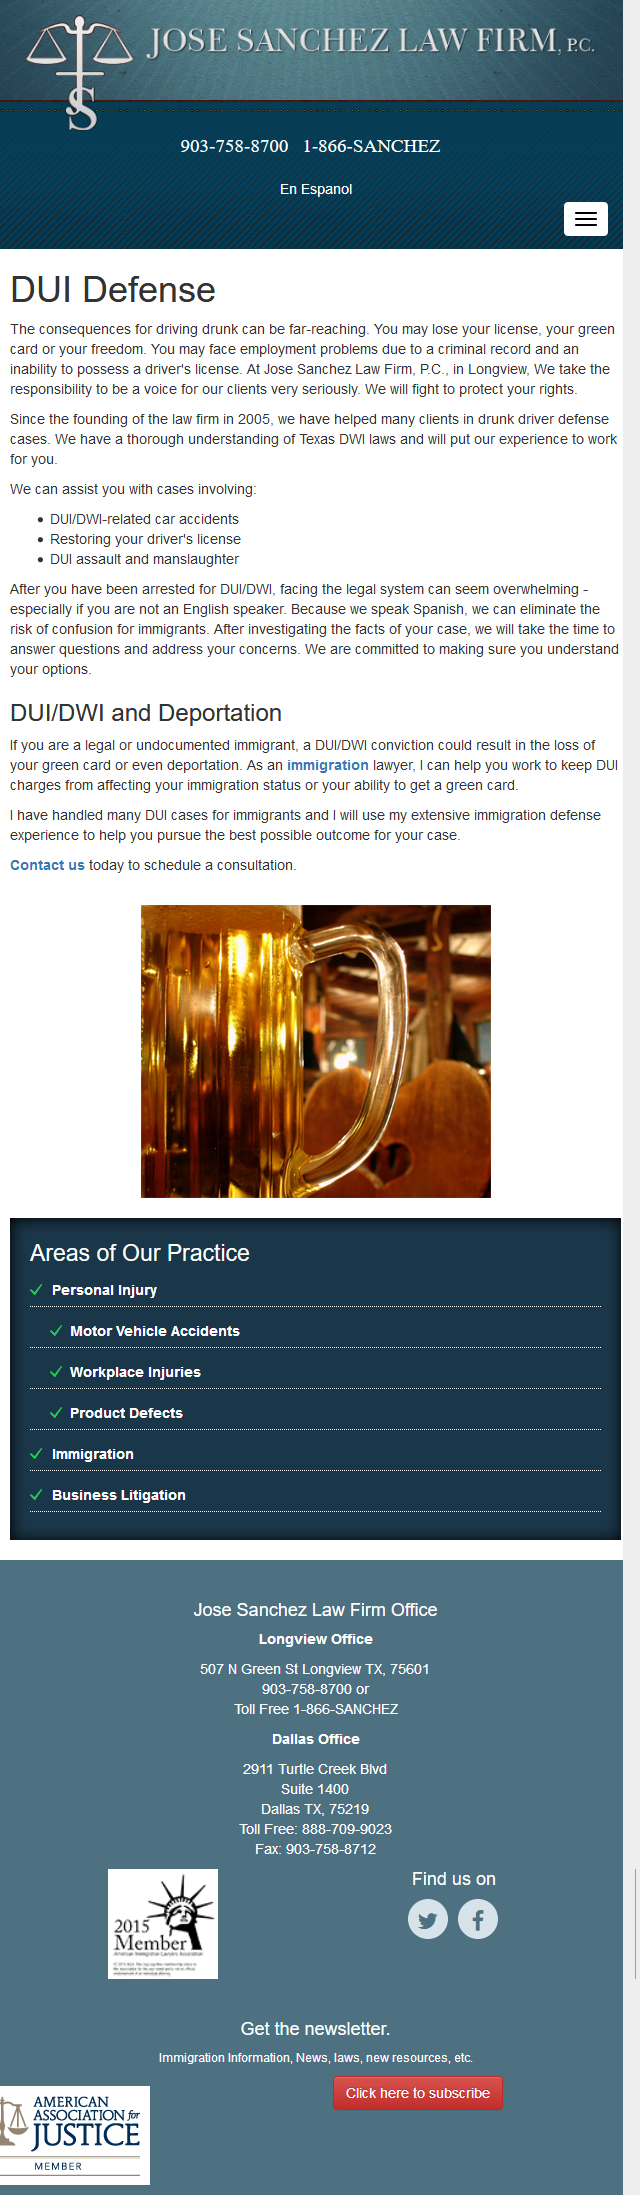 JOSE SANCHEZ LAW FIRM, P.C.
S
903-758-8700 1-866-SANCHEZ
En Espanol
DUI Defense
The consequences for driving drunk can be far-reaching. You may lose your license, your green
card or your freedom. You may face employment problems due to a criminal record and an
inability to possess a driver's license. At Jose Sanchez Law Firm, P.C., in Longview, We take the
responsibility to be a voice for our clients very seriously. We will fight to protect your rights.
Since the founding of the law firm in 2005, we have helped many clients in drunk driver defense
cases. We have a thorough understanding of Texas DWI laws and will put our experience to work
for you.
We can assist you with cases involving:
DUI/DWI-related car accidents
Restoring your driver's license
DUI assault and manslaughter
After you have been arrested for DUI/DWI, facing the legal system can seem overwhelming -
especially if you are not an English speaker. Because we speak Spanish, we can eliminate the
risk of confusion for immigrants. After investigating the facts of your case, we will take the time to
answer questions and address your concerns. We are committed to making sure you understand
your options.
DUI/DWI and Deportation
If you are a legal or undocumented immigrant, a DUI/DWI conviction could result in the loss of
your green card or even deportation. As an immigration lawyer, I can help you work to keep DUI
charges from affecting your immigration status or your ability to get a green card.
I have handled many DUI cases for immigrants and I will use my extensive immigration defense
experience to help you pursue the best possible outcome for your case.
Contact us today to schedule a consultation.
Areas of Our Practice
Personal Injury
Motor Vehicle Accidents
Workplace Injuries
Product Defects
Immigration
Business Litigation
Jose Sanchez Law Firm Office
Longview Office
507 N Green St Longview TX, 75601
903-758-8700 or
Toll Free 1-866-SANCHEZ
Dallas Office
2911 Turtle Creek Blvd
Suite 1400
Dallas TX, 75219
Toll Free: 888-709-9023
Fax: 903-758-8712
2015
Member
American Immigration Lawyers Association
Find us on
Get the newsletter.
Immigration Information, News, laws, new resources, etc.
Click here to subscribe
AMERICAN
ASSOCIATION for
JUSTICE
MEMBER